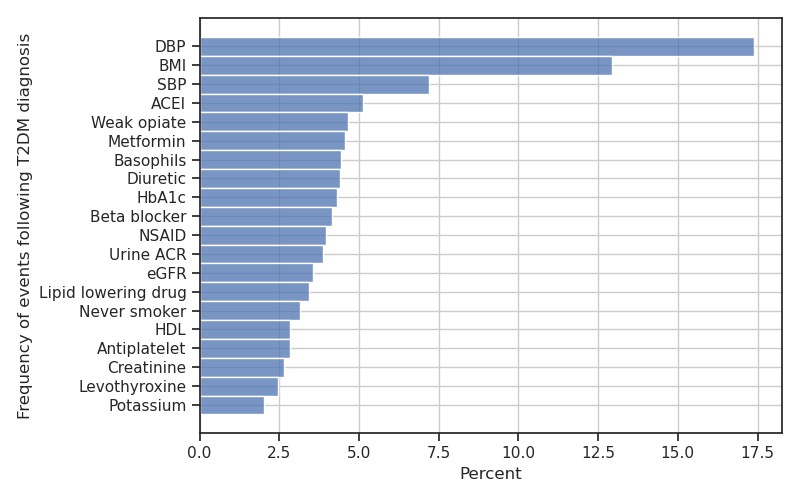 Frequency of events following T2DM diagnosis
DBP
BMI
SBP
ACEI
Weak opiate
Metformin
Basophils
Diuretic
HbA1c
Beta blocker
NSAID
Urine ACR
eGFR
Lipid lowering drug
Never smoker
HDL
Antiplatelet
Creatinine
Levothyroxine
Potassium
0.0 2.5 5.0 7.5 10.0 12.5 15.0 17.5
Percent